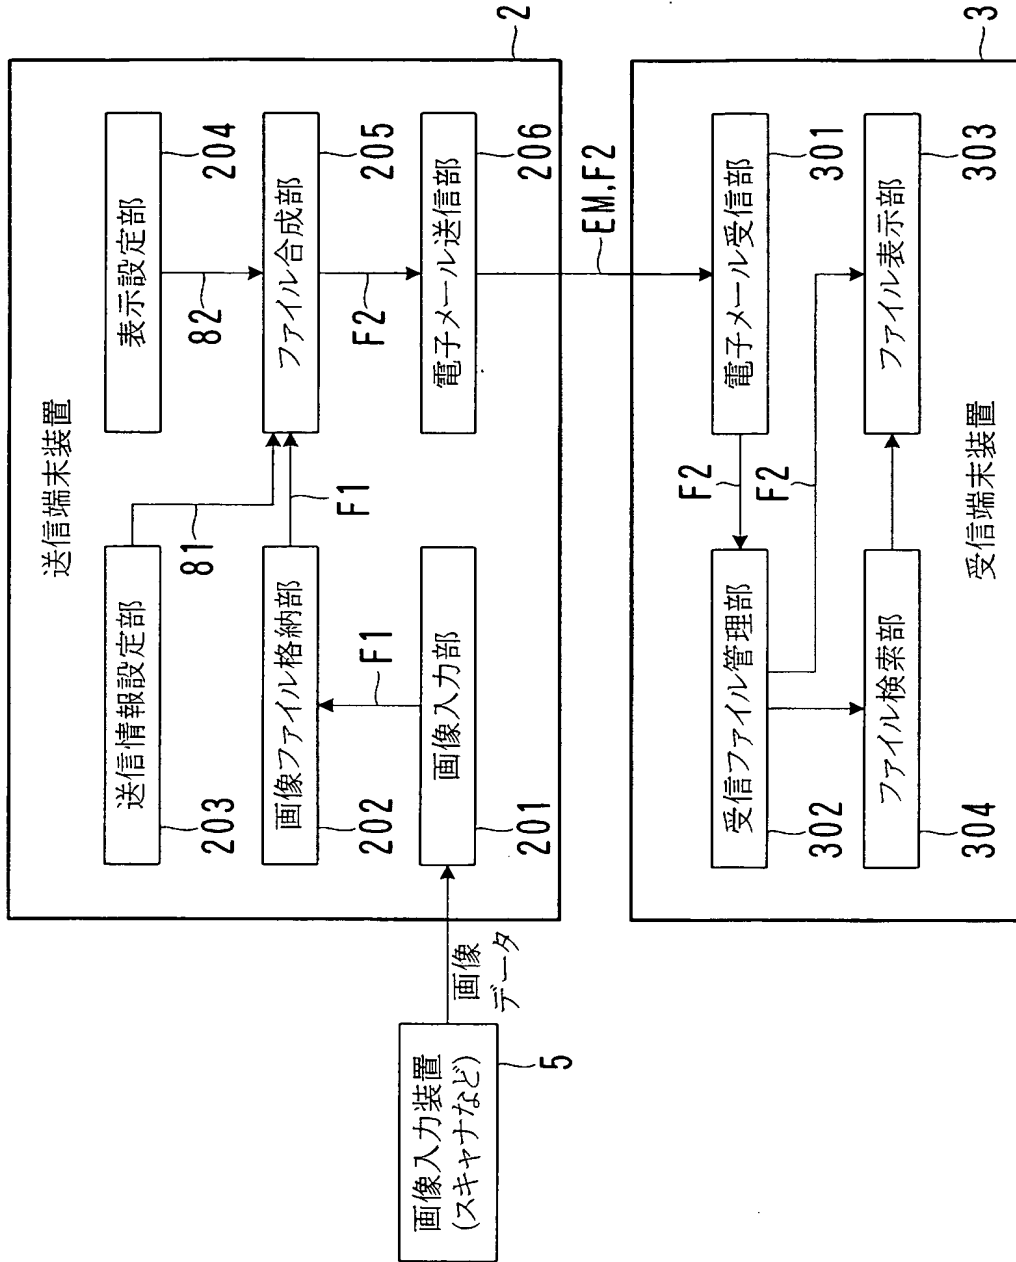 送信端末装置
2
送信情報設定部
203
81
表示設定部
204
82
画像ファイル格納部
202
F1
ファイル合成部
205
F1
F2
画像入力部
201
電子メール送信部
206
画像
データ
画像入力装置
(スキャナなど)
5
EM,F2
3
電子メール受信部
301
F2
F2
受信ファイル管理部
302
ファイル表示部
303
ファイル検索部
304
受信端末装置